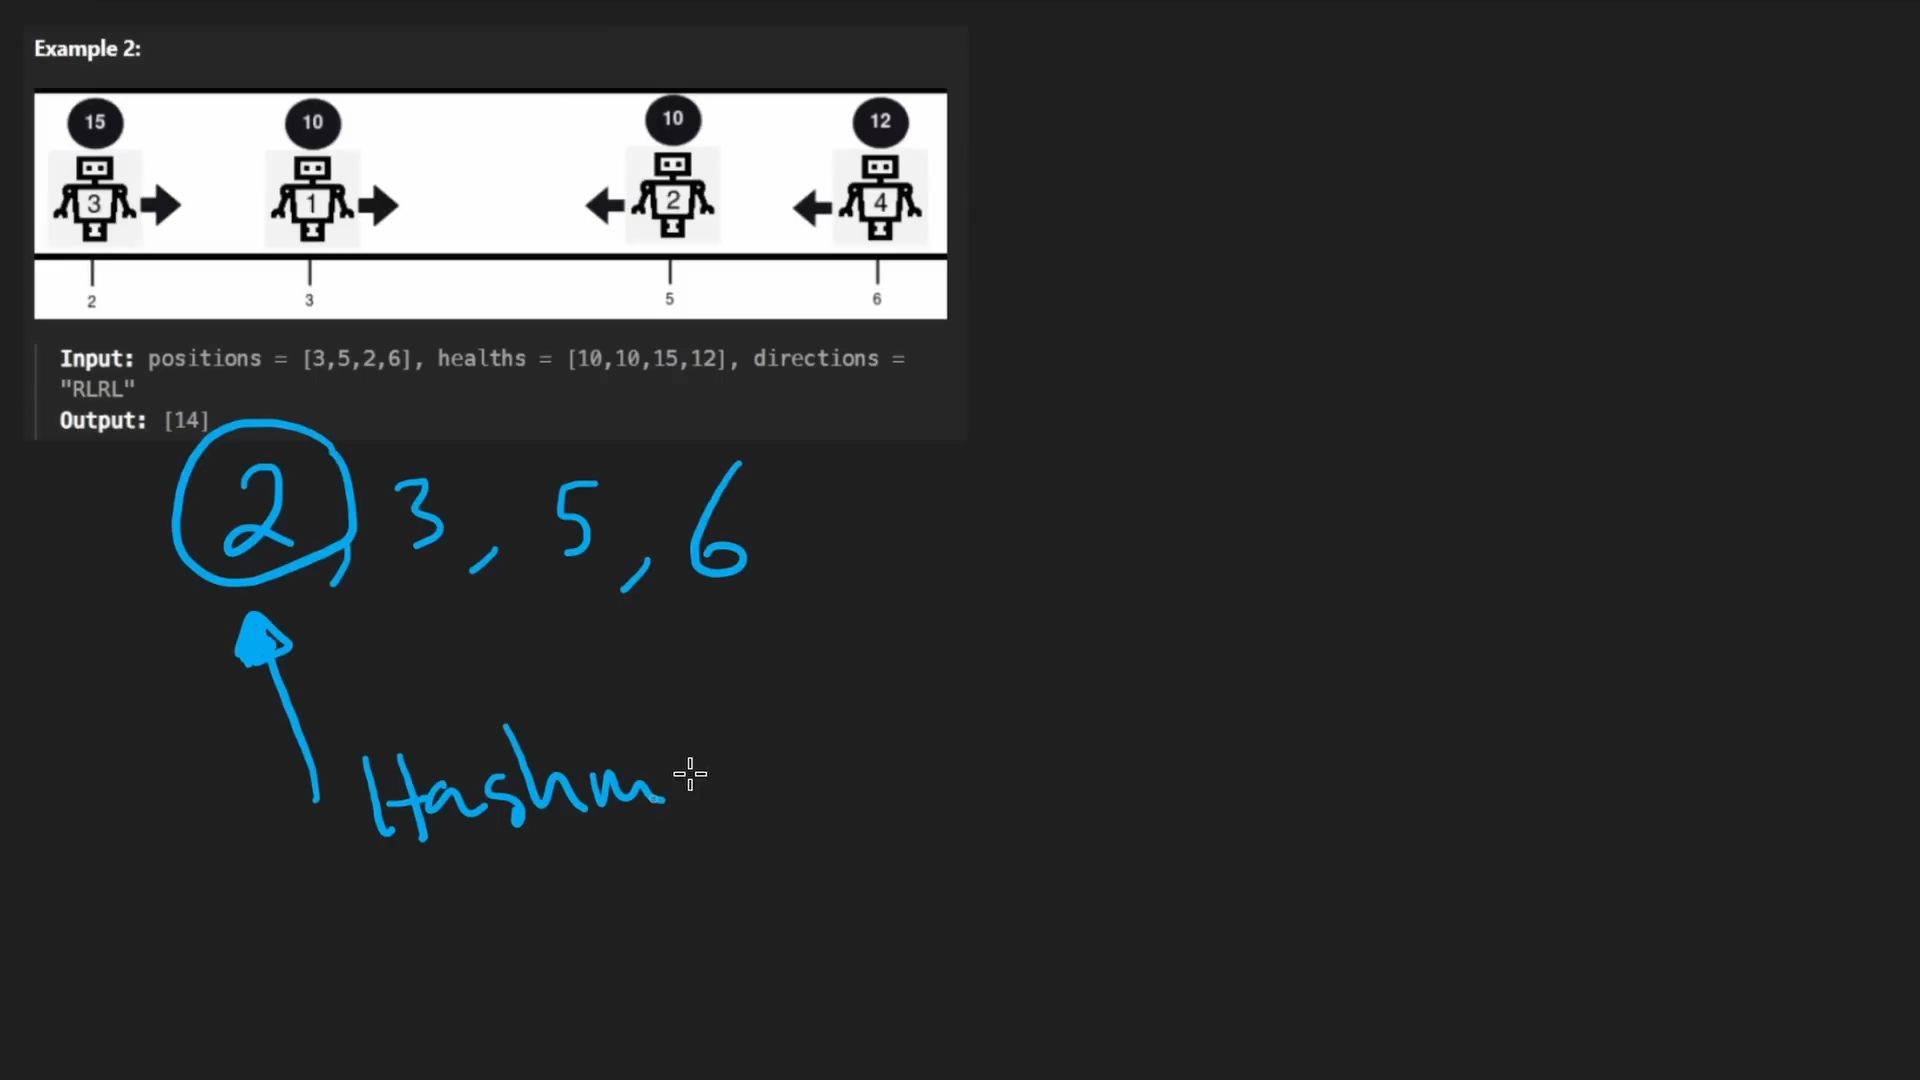 Example 2:
15 10 10 12
3 1 2 4
2 3 5 6
Input: positions = [3,5,2,6], healths = [10,10,15,12], directions =
"RLRL"
Output: [14]
2, 3, 5, 6
Hashm